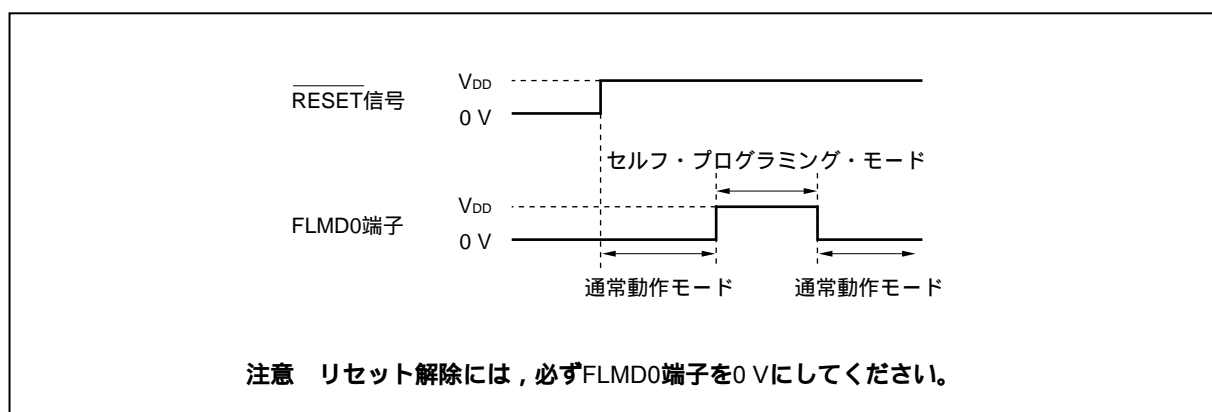 VDD
RESET信号
0 V
セルフ・プログラミング・モード
VDD
FLMD0端子
0 V
通常動作モード 通常動作モード
注意 リセット解除には，必ずFLMD0端子を0 Vにしてください。